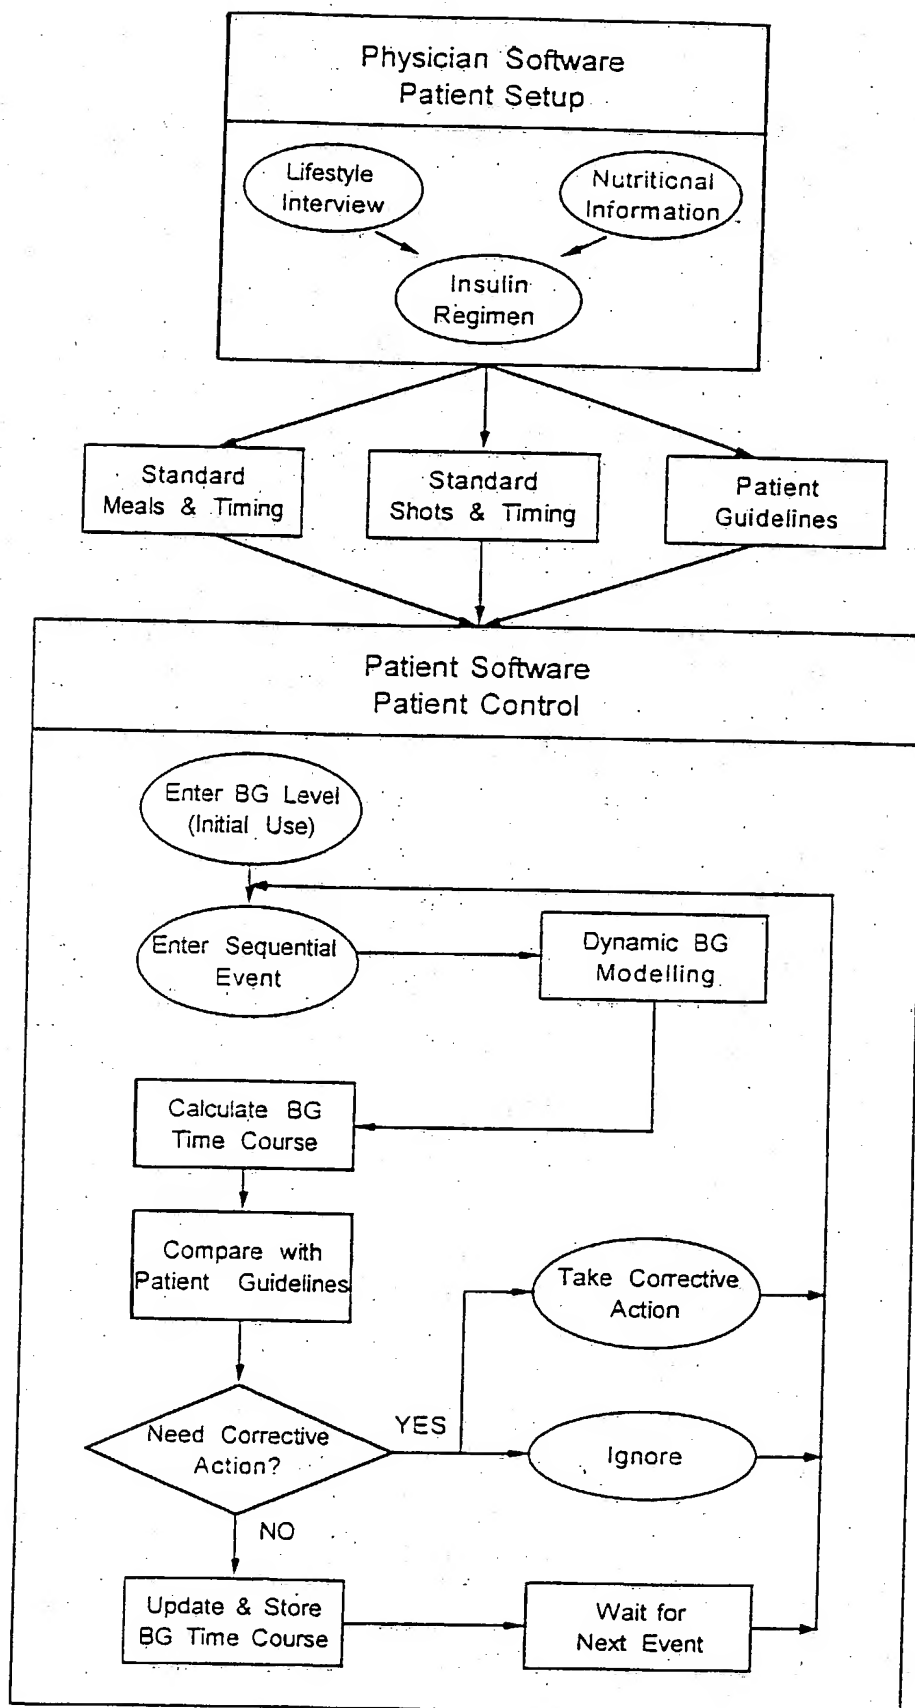 Physician Software
Patient Setup
Lifestyle
Interview
Nutritional
Information
Insulin
Regimen
Standard
Meals & Timing
Standard
Shots & Timing
Patient
Guidelines
Patient Software
Patient Control
Enter BG Level
(Initial Use)
Enter Sequential
Event
Dynamic BG
Modelling
Calculate BG
Time Course
Compare with
Patient Guidelines
Take Corrective
Action
YES
Need Corrective
Action?
Ignore
NO
Update & Store
BG Time Course
Wait for
Next Event